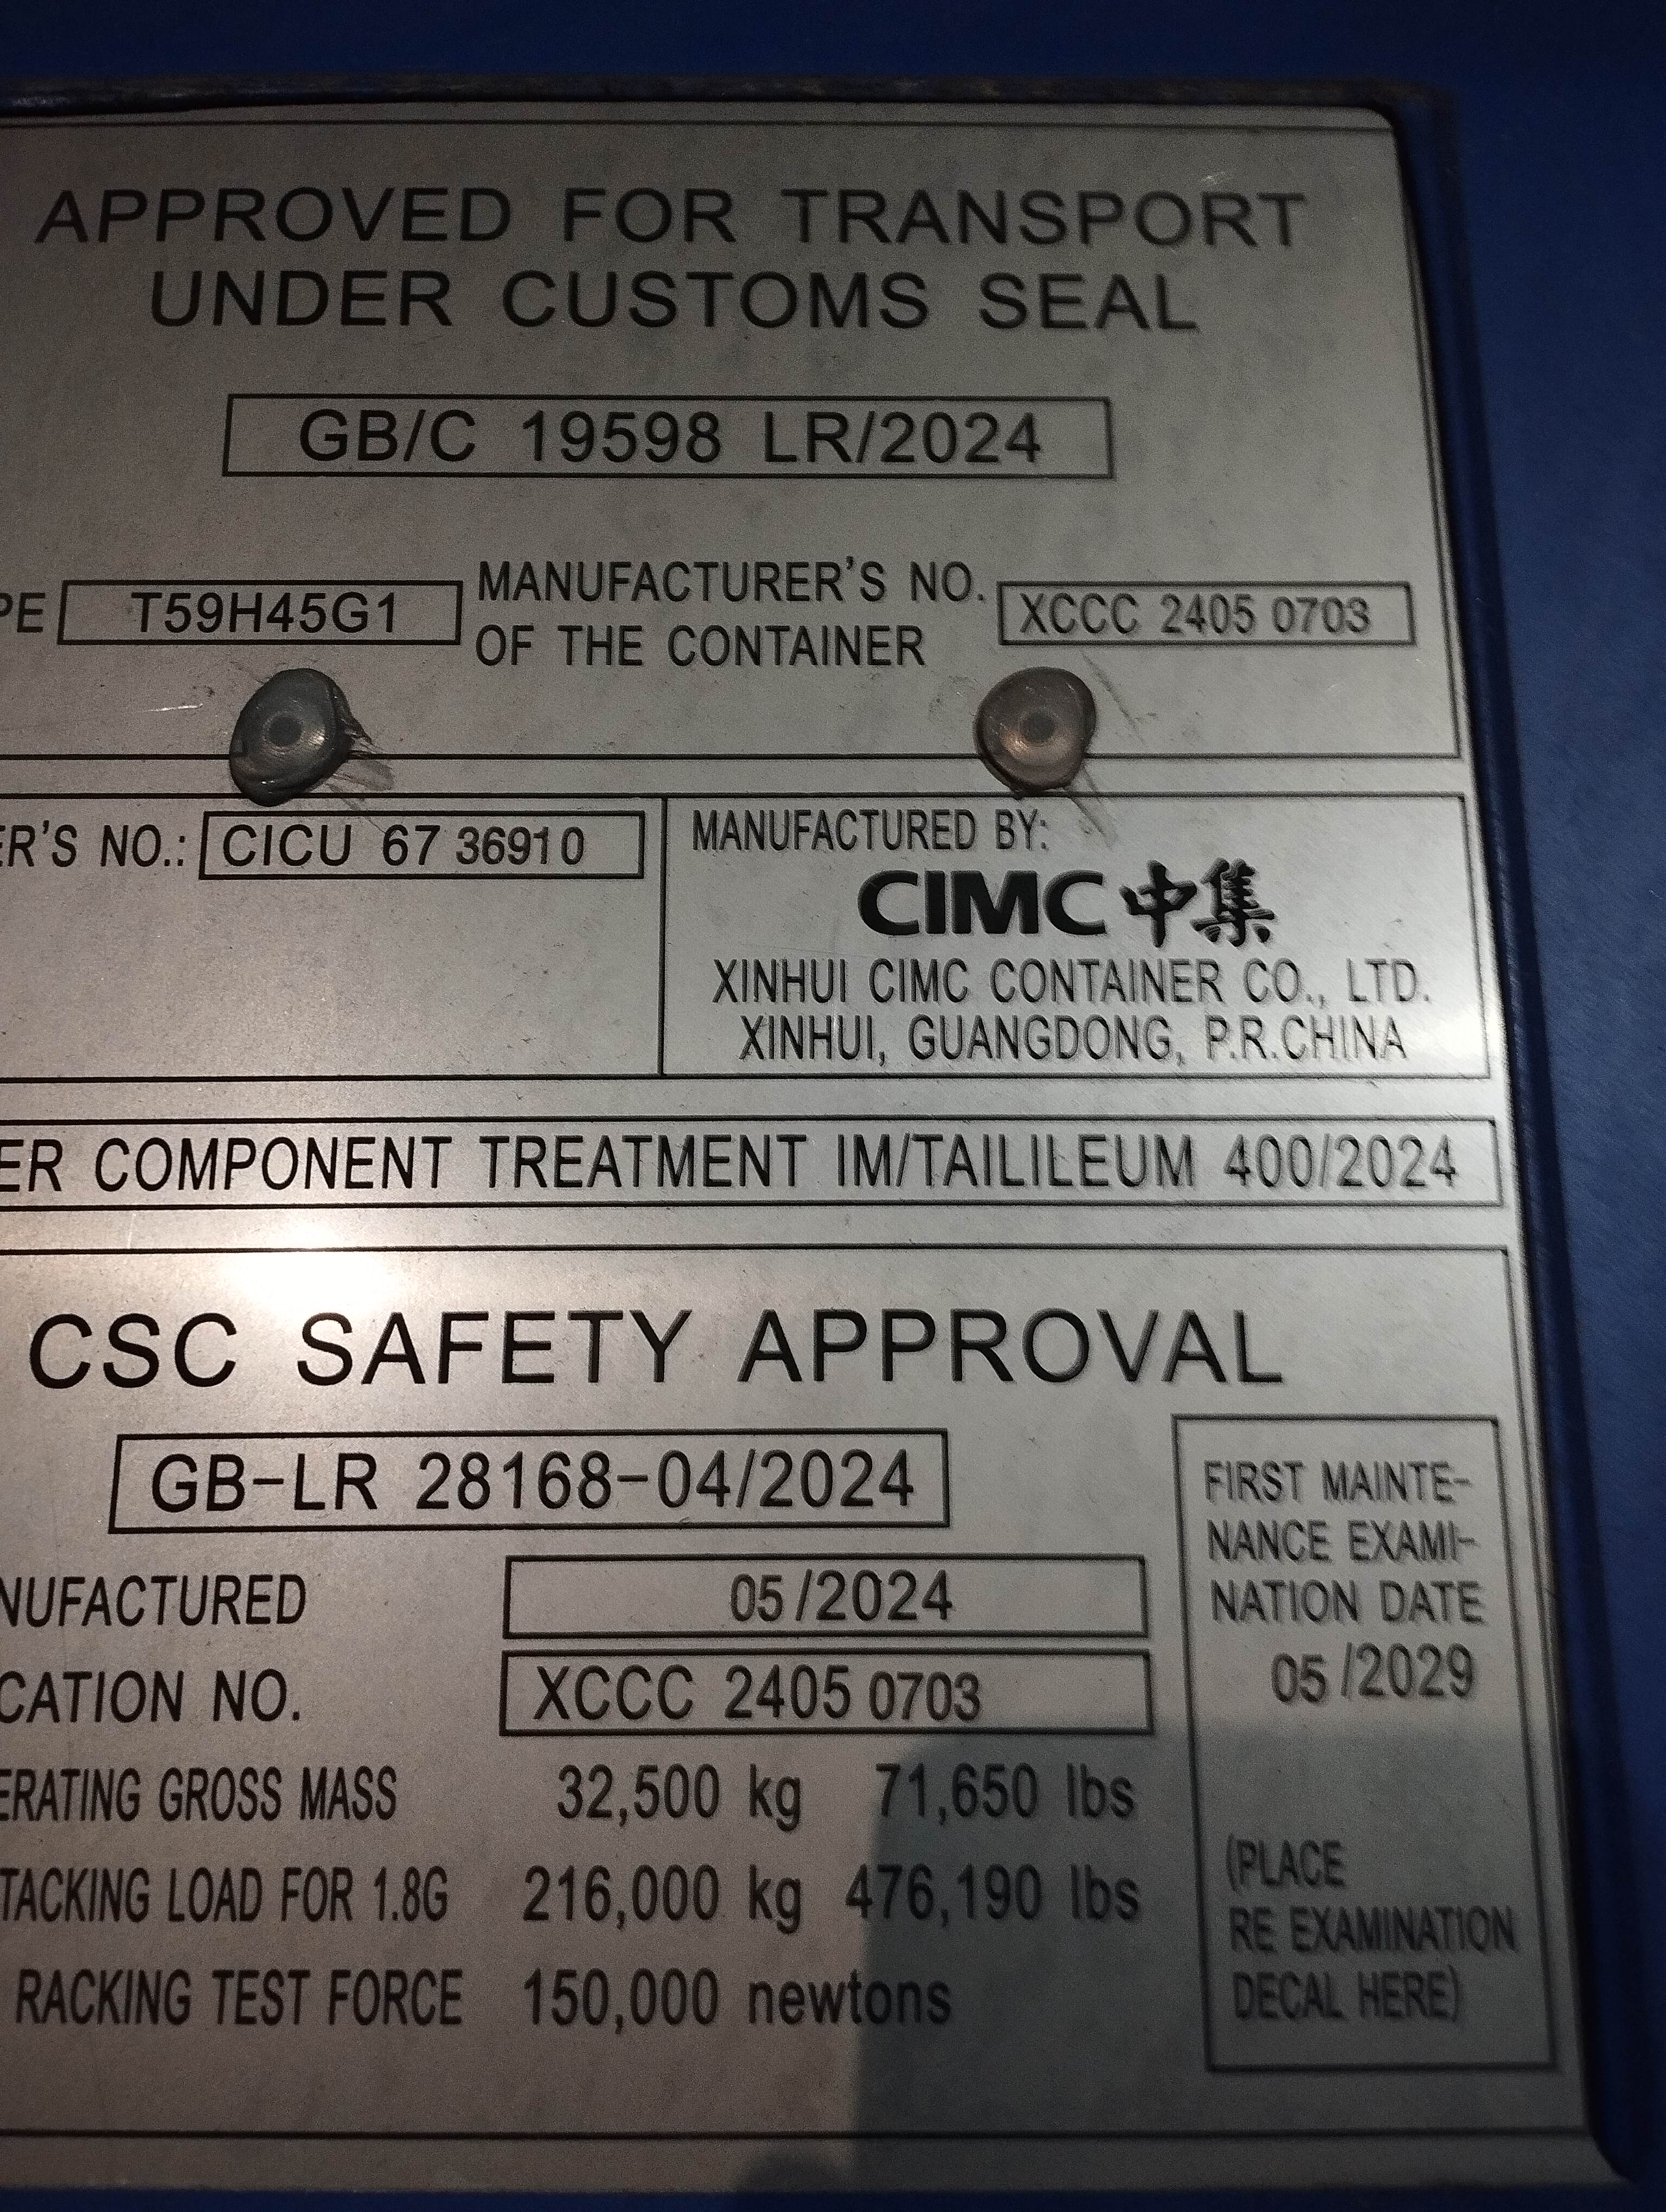 APPROVED FOR TRANSPORT
UNDER CUSTOMS SEAL
GB/C 19598 LR/2024
PE T59H45G1 MANUFACTURER'S NO. OF THE CONTAINER XCCC 2405 0703
ER'S NO.: CICU 67 36910
MANUFACTURED BY:
CIMC 中集
XINHUI CIMC CONTAINER CO., LTD.
XINHUI, GUANGDONG, P.R.CHINA
ER COMPONENT TREATMENT IM/TAILILEUM 400/2024
CSC SAFETY APPROVAL
GB-LR 28168-04/2024
NUFACTURED 05/2024
CATION NO. XCCC 2405 0703
ERATING GROSS MASS 32,500 kg 71,650 lbs
TACKING LOAD FOR 1.8G 216,000 kg 476,190 lbs
RACKING TEST FORCE 150,000 newtons
FIRST MAINTE-
NANCE EXAMI-
NATION DATE
05/2029
(PLACE
RE EXAMINATION
DECAL HERE)